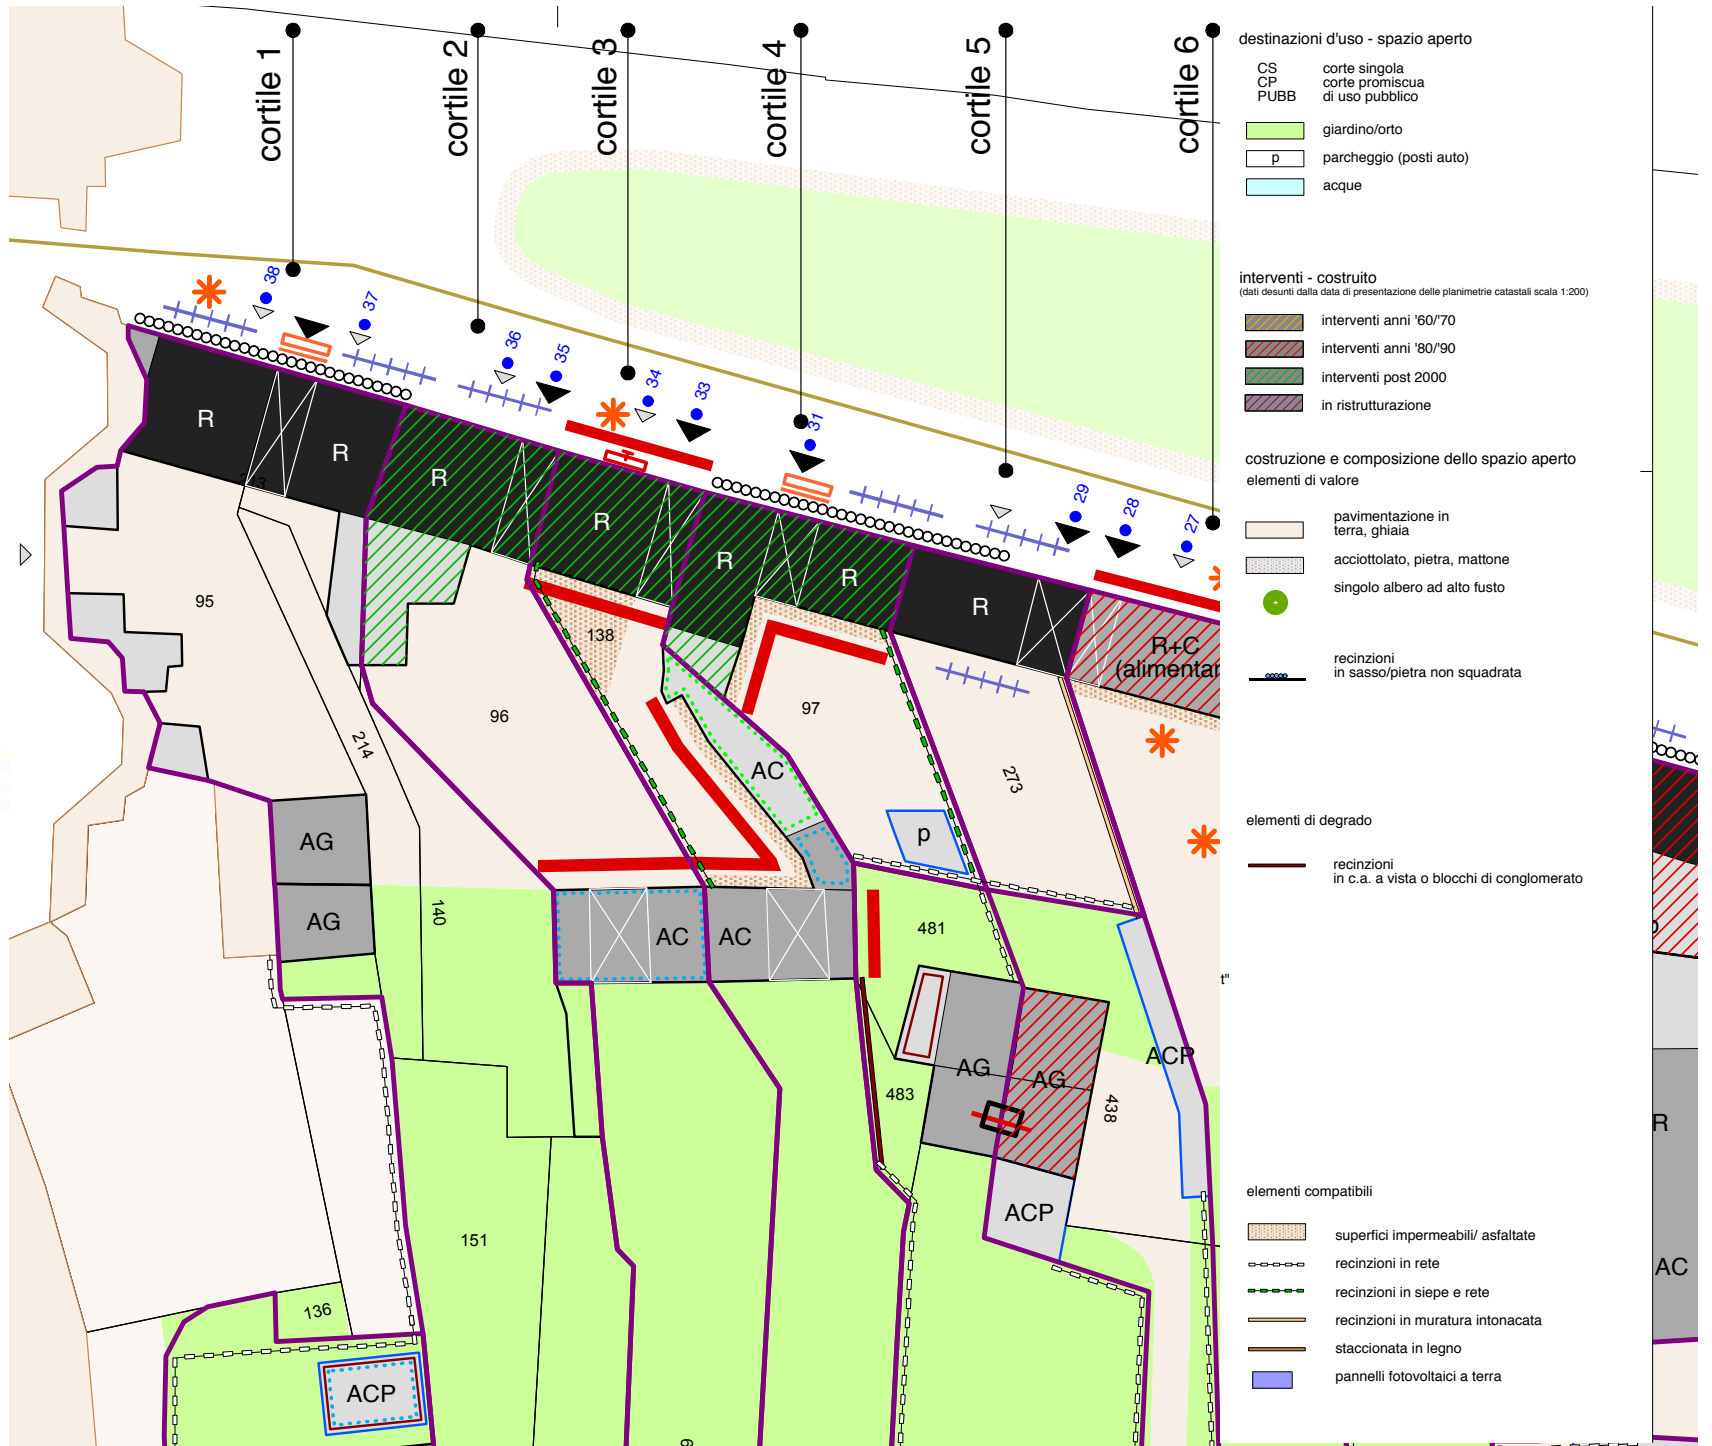 cortile 1
cortile 2
cortile 3
cortile 4
cortile 5
cortile 6
38
37
36
35
34
33
31
29
28
27
R
R
R
R
R
R
R
R+C
95
214
96
138
97
273
AC
p
AG
AG
140
AC
AC
481
AG
AG
483
438
ACP
ACP
151
136
ACP
destinazioni d'uso - spazio aperto
CS corte singola
CP corte promiscua
PUBB di uso pubblico
giardino/orto
p parcheggio (posti auto)
acque
interventi - costruito
(dati desunti dalla data di presentazione delle planimetrie catastali scala 1:200)
interventi anni '60/'70
interventi anni '80/'90
interventi post 2000
in ristrutturazione
costruzione e composizione dello spazio aperto
elementi di valore
pavimentazione in
terra, ghiaia
acciottolato, pietra, mattone
singolo albero ad alto fusto
recinzioni
in sasso/pietra non squadrata
elementi di degrado
recinzioni
in c.a. a vista o blocchi di conglomerato
elementi compatibili
superfici impermeabili/ asfaltate
recinzioni in rete
recinzioni in siepe e rete
recinzioni in muratura intonacata
staccionata in legno
pannelli fotovoltaici a terra
R
AC